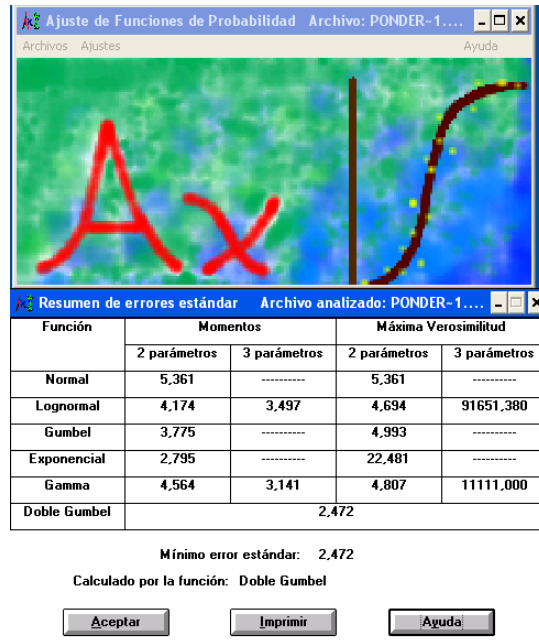 Ajuste de Funciones de Probabilidad Archivo: PONDER~1....
Archivos Ajustes Ayuda
Ax
Resumen de errores estándar Archivo analizado: PONDER~1....
Función Momentos Máxima Verosimilitud
2 parámetros 3 parámetros 2 parámetros 3 parámetros
Normal 5,361 ---------- 5,361 ----------
Lognormal 4,174 3,497 4,694 91651,380
Gumbel 3,775 ---------- 4,993 ----------
Exponencial 2,795 ---------- 22,481 ----------
Gamma 4,564 3,141 4,807 11111,000
Doble Gumbel 2,472
Mínimo error estándar: 2,472
Calculado por la función: Doble Gumbel
Aceptar Imprimir Ayuda